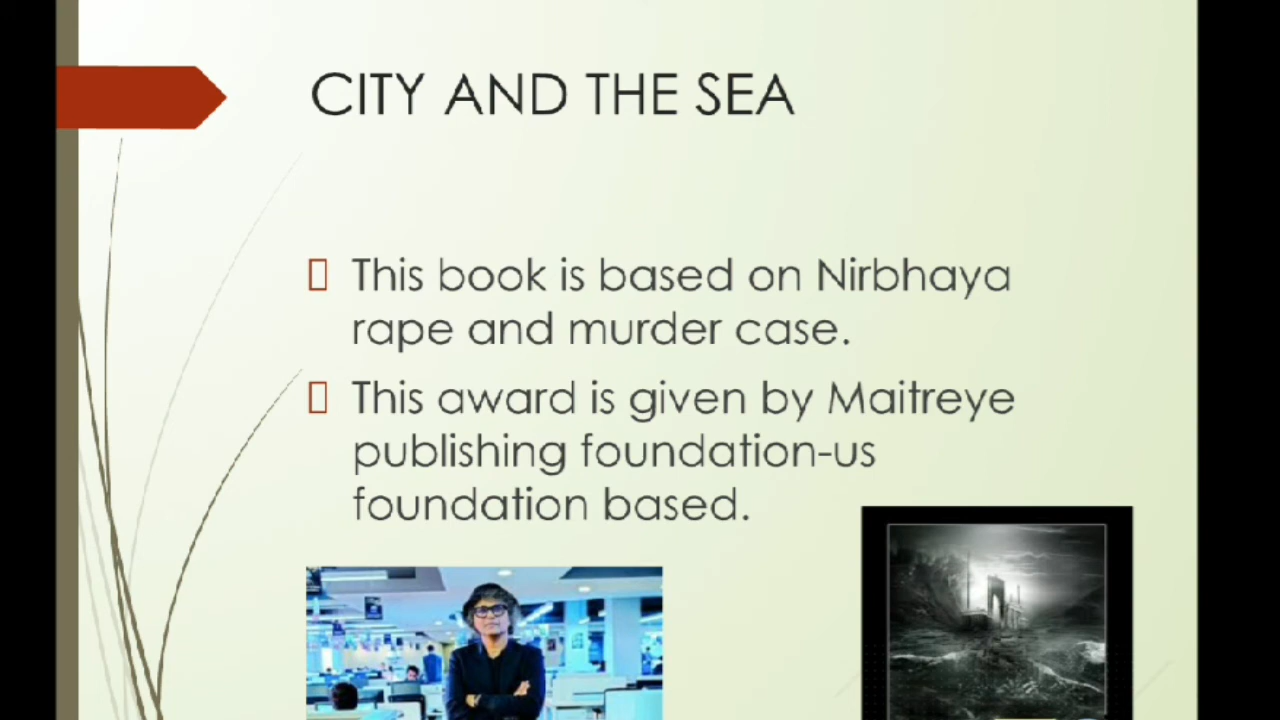 CITY AND THE SEA
This book is based on Nirbhaya
rape and murder case.
This award is given by Maitreye
publishing foundation-us
foundation based.